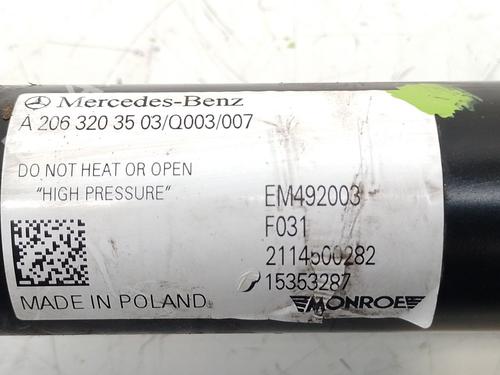 Mercedes-Benz
A 206 320 35 03/Q003/007
DO NOT HEAT OR OPEN
"HIGH PRESSURE"
EM492003
F031
2114500282
15353287
MADE IN POLAND
MONROE